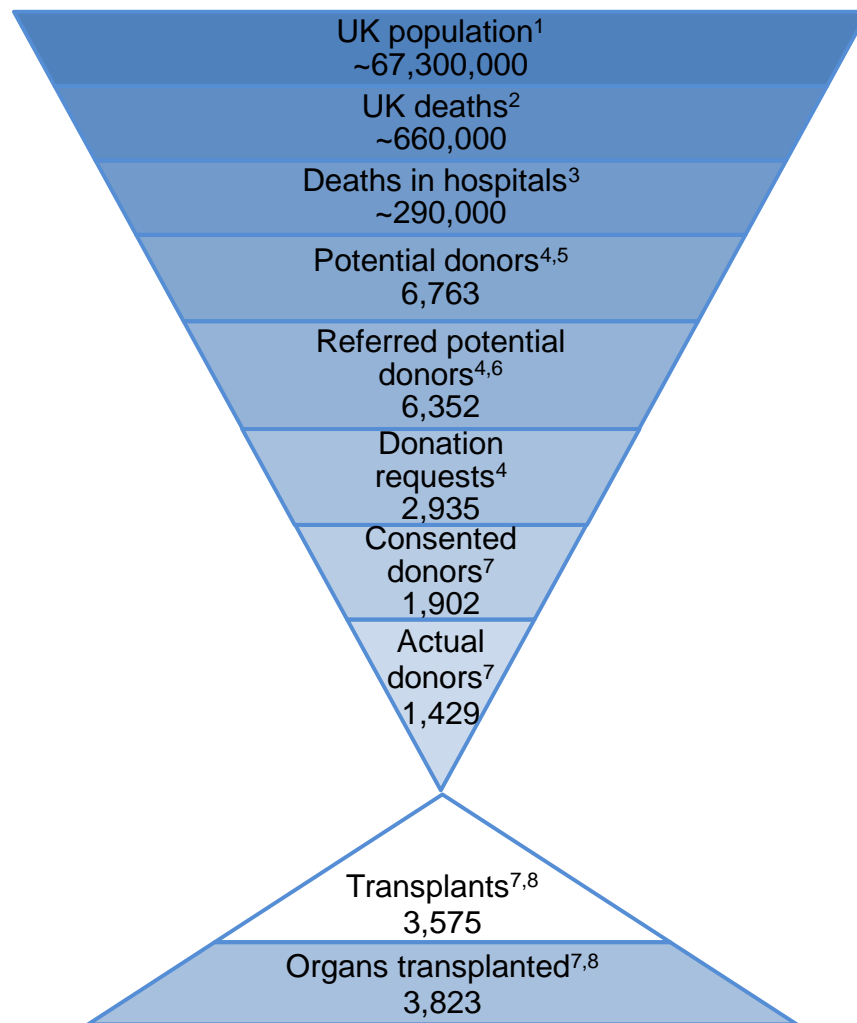 UK population¹
~67,300,000
UK deaths²
~660,000
Deaths in hospitals³
~290,000
Potential donors⁴,⁵
6,763
Referred potential
donors⁴,⁶
6,352
Donation
requests⁴
2,935
Consented
donors⁷
1,902
Actual
donors⁷
1,429
Transplants⁷,⁸
3,575
Organs transplanted⁷,⁸
3,823